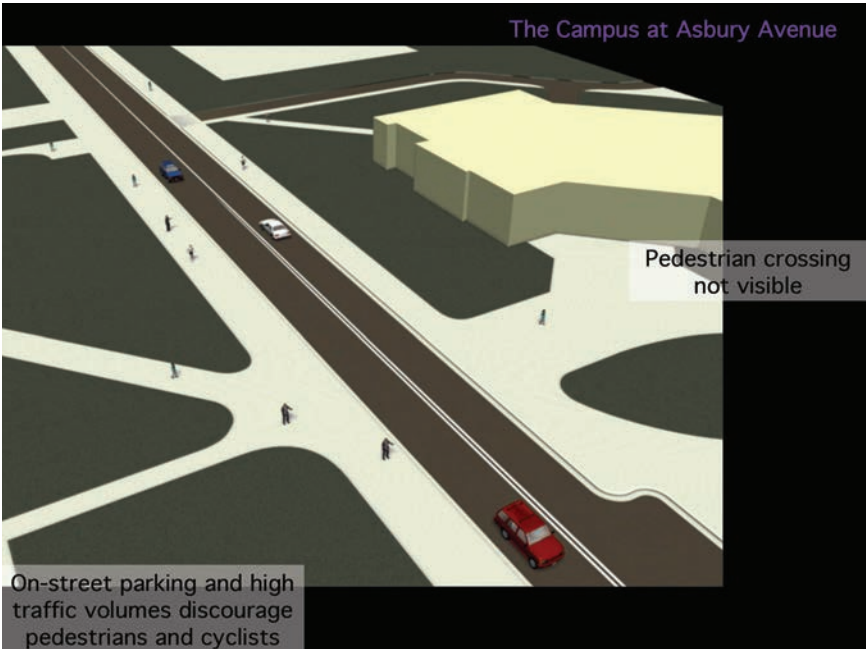 The Campus at Asbury Avenue
Pedestrian crossing
not visible
On-street parking and high
traffic volumes discourage
pedestrians and cyclists